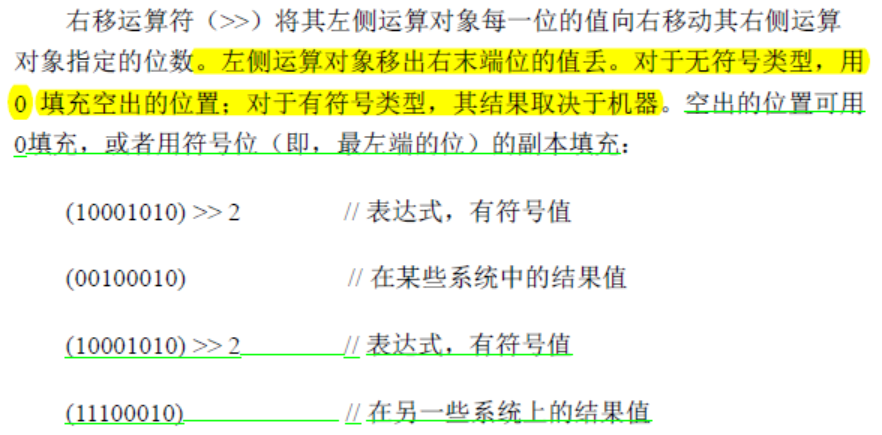 右移运算符（>>）将其左侧运算对象每一位的值向右移动其右侧运算
对象指定的位数。左侧运算对象移出右末端位的值丢。对于无符号类型，用
0 填充空出的位置；对于有符号类型，其结果取决于机器。空出的位置可用
0填充，或者用符号位（即，最左端的位）的副本填充：
(10001010) >> 2 // 表达式，有符号值
(00100010) // 在某些系统中的结果值
(10001010) >> 2 // 表达式，有符号值
(11100010) // 在另一些系统上的结果值